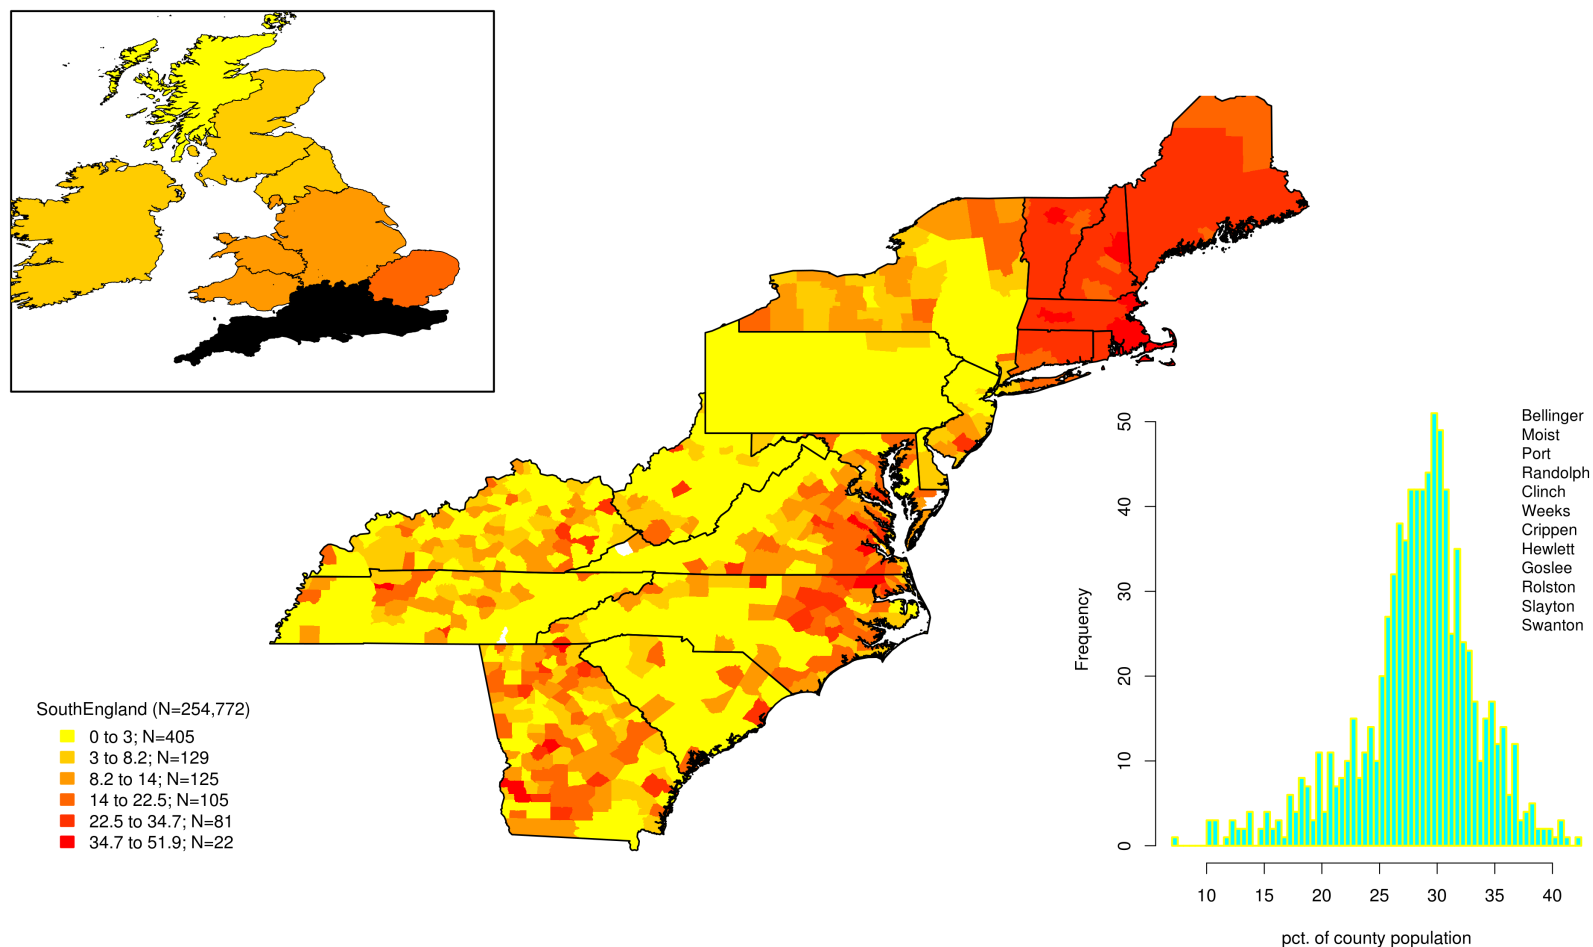 SouthEngland (N=254,772)
0 to 3; N=405
3 to 8.2; N=129
8.2 to 14; N=125
14 to 22.5; N=105
22.5 to 34.7; N=81
34.7 to 51.9; N=22
Frequency
50
40
30
20
10
0
10 15 20 25 30 35 40
pct. of county population
Bellinger
Moist
Port
Randolph
Clinch
Weeks
Crippen
Hewlett
Goslee
Rolston
Slayton
Swanton